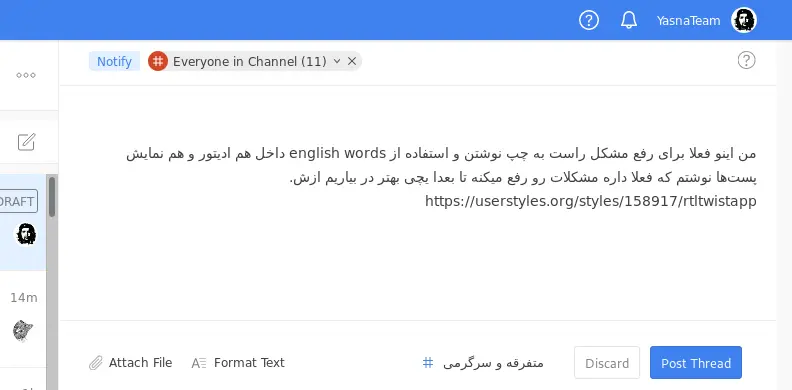 YasnaTeam
Notify
Everyone in Channel (11)
DRAFT
14m
من اینو فعلا برای رفع مشکل راست به چپ نوشتن و استفاده از english words داخل هم ادیتور و هم نمایش
پست‌ها نوشتم که فعلا داره مشکلات رو رفع میکنه تا بعدا یچی بهتر در بیاریم ازش.
https://userstyles.org/styles/158917/rtltwistapp
Attach File
Format Text
متفرقه و سرگرمی
Discard
Post Thread